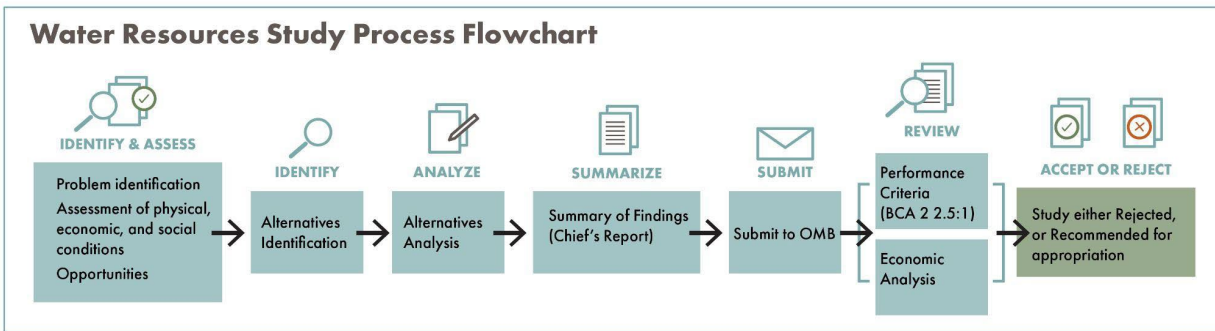 Water Resources Study Process Flowchart
IDENTIFY & ASSESS
Problem identification
Assessment of physical,
economic, and social
conditions
Opportunities
IDENTIFY
Alternatives
Identification
ANALYZE
Alternatives
Analysis
SUMMARIZE
Summary of Findings
(Chief's Report)
SUBMIT
Submit to OMB
REVIEW
Performance
Criteria
(BCA 2 2.5:1)
Economic
Analysis
ACCEPT OR REJECT
Study either Rejected,
or Recommended for
appropriation